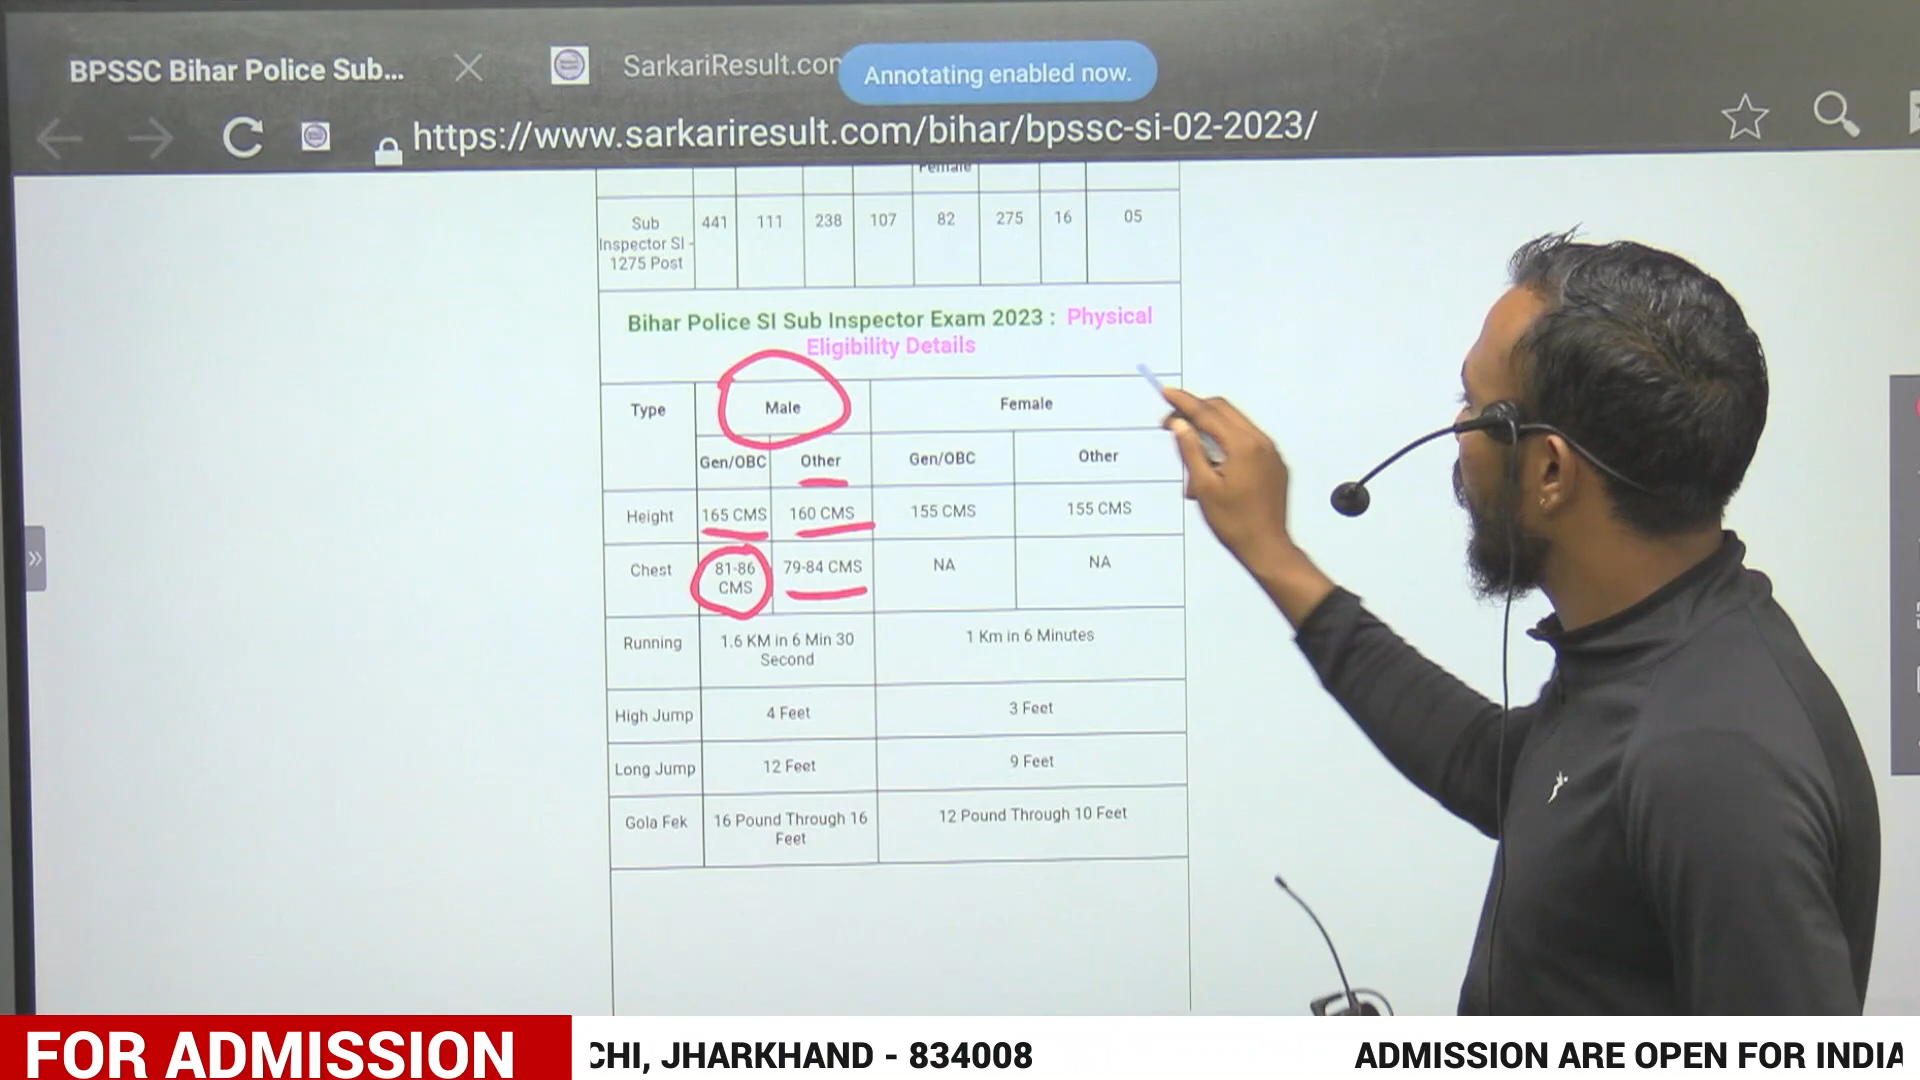 BPSSC Bihar Police Sub...
SarkariResult.com
Annotating enabled now.
https://www.sarkariresult.com/bihar/bpssc-si-02-2023/
Female
Sub Inspector SI - 1275 Post 441 111 238 107 82 275 16 05
Bihar Police SI Sub Inspector Exam 2023 : Physical
Eligibility Details
Type Male Female
Gen/OBC Other Gen/OBC Other
Height 165 CMS 160 CMS 155 CMS 155 CMS
Chest 81-86 CMS 79-84 CMS NA NA
Running 1.6 KM in 6 Min 30 Second 1 Km in 6 Minutes
High Jump 4 Feet 3 Feet
Long Jump 12 Feet 9 Feet
Gola Fek 16 Pound Through 16 Feet 12 Pound Through 10 Feet
FOR ADMISSION
CHI, JHARKHAND - 834008
ADMISSION ARE OPEN FOR INDIA